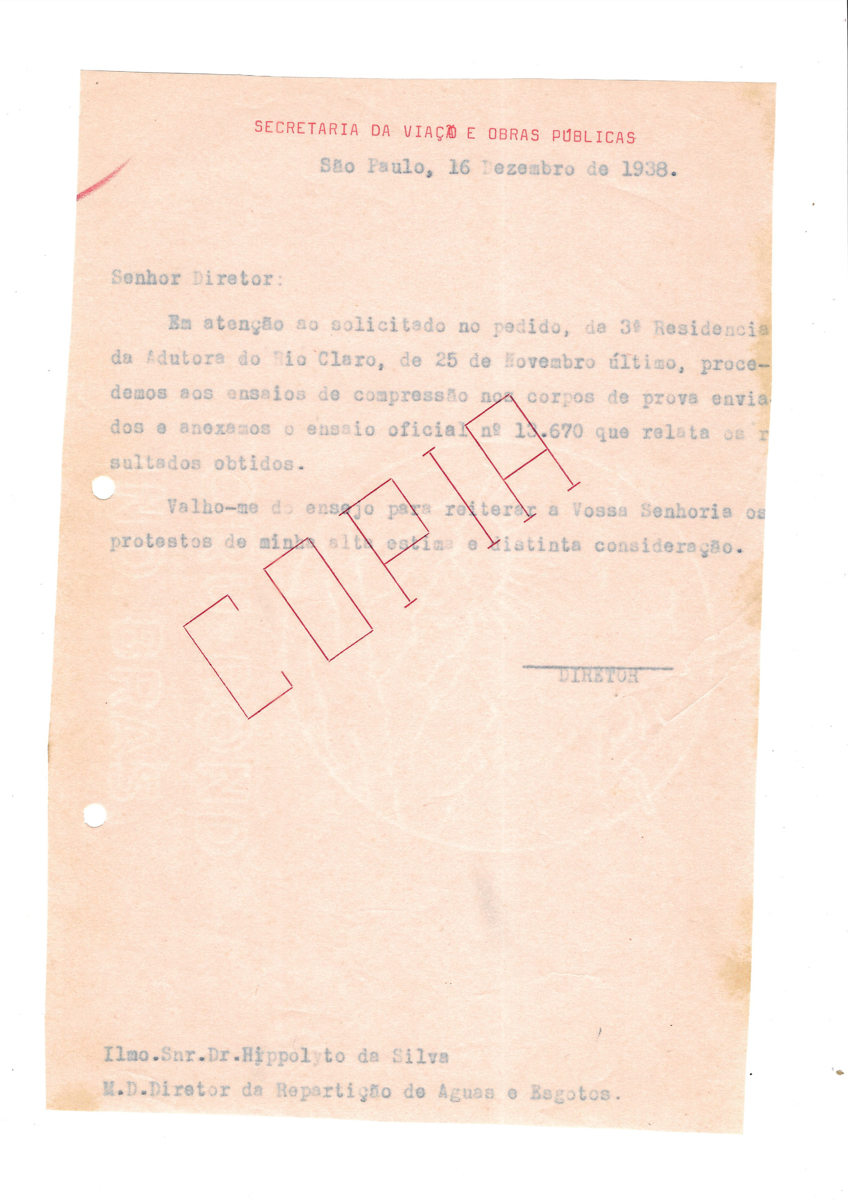 SECRETARIA DA VIAÇÃO E OBRAS PÚBLICAS
São Paulo, 16 Dezembro de 1938.
Senhor Diretor:
Em atenção ao solicitado no pedido, da 3ª Residencia
da Adutora do Rio Claro, de 25 de Novembro último, proce-
demos aos ensaios de compressão nos corpos de prova envia
dos e anexamos o ensaio oficial nº 13.670 que relata os r
sultados obtidos.
Valho-me do ensejo para reiterar a Vossa Senhoria os
protestos de minha alta estima e distinta consideração.
COPIA
DIRETOR
Ilmo.Snr.Dr.Hippolyto da Silva
M.D.Diretor da Repartição de Aguas e Esgotos.